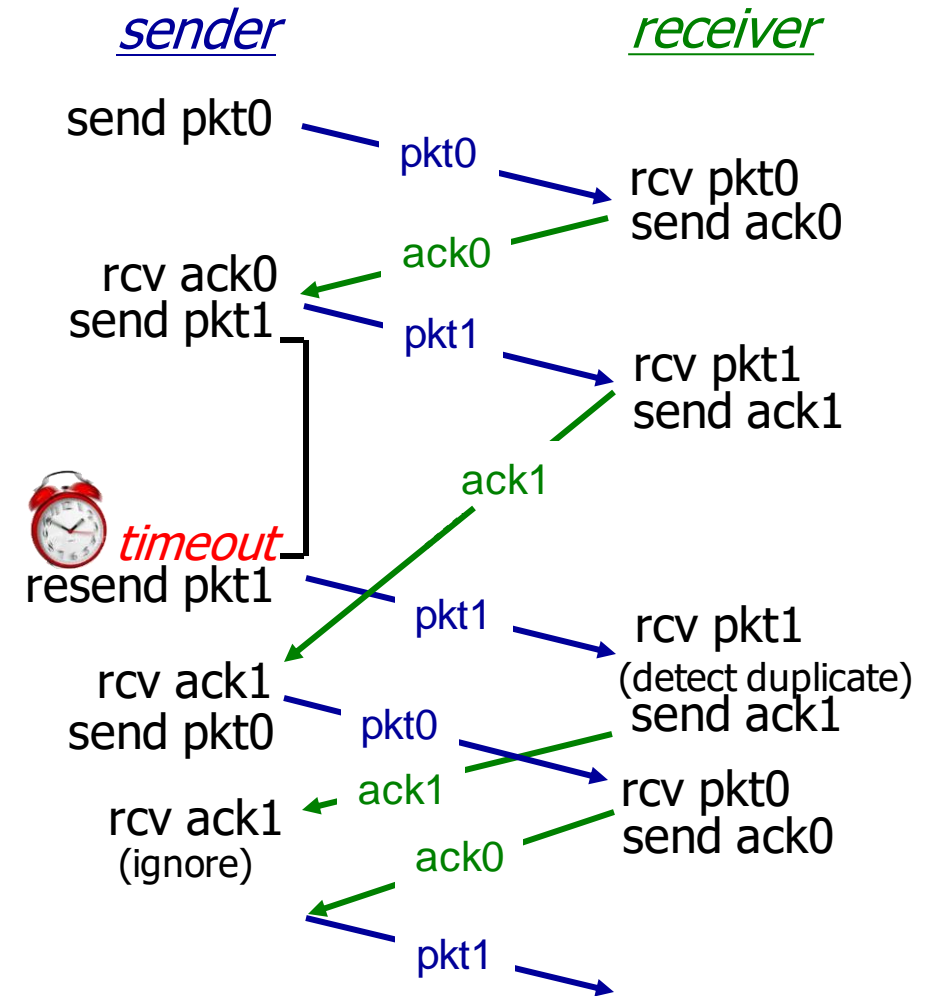 sender
receiver
send pkt0
pkt0
rcv pkt0
send ack0
ack0
rcv ack0
send pkt1
pkt1
rcv pkt1
send ack1
ack1
timeout
resend pkt1
pkt1
rcv pkt1
(detect duplicate)
send ack1
rcv ack1
send pkt0
pkt0
ack1
rcv pkt0
send ack0
rcv ack1
(ignore)
ack0
pkt1